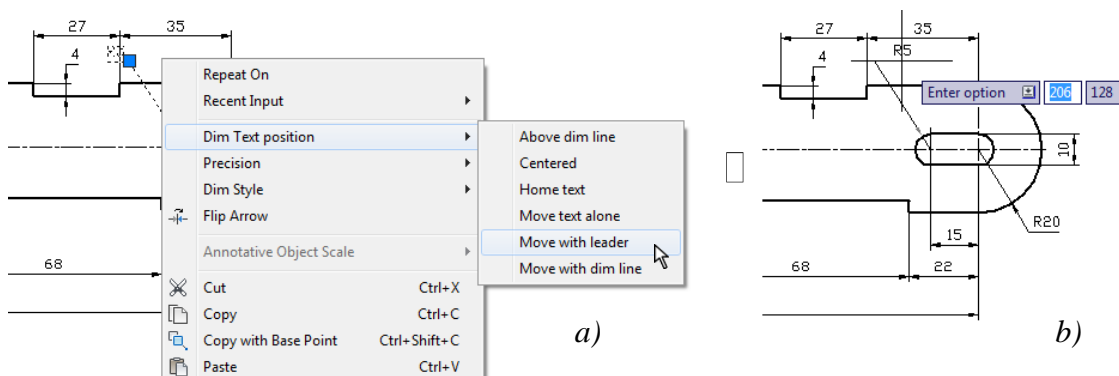 27
35
4
Repeat On
Recent Input
Dim Text position
Precision
Dim Style
Flip Arrow
Annotative Object Scale
Cut Ctrl+X
Copy Ctrl+C
Copy with Base Point Ctrl+Shift+C
Paste Ctrl+V
Above dim line
Centered
Home text
Move text alone
Move with leader
Move with dim line
68
a)
27
35
4
R5
Enter option 206 128
10
R20
15
68
22
b)